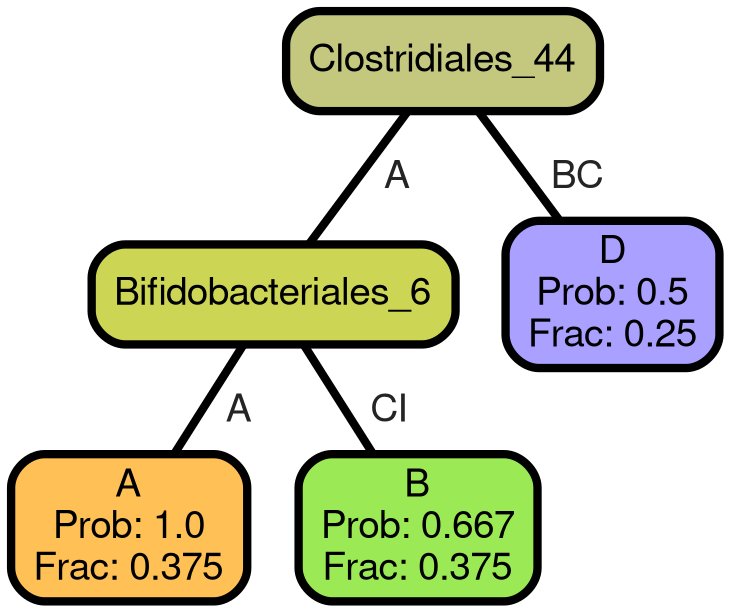 Clostridiales_44
A
BC
Bifidobacteriales_6
D
Prob: 0.5
Frac: 0.25
A
CI
A
Prob: 1.0
Frac: 0.375
B
Prob: 0.667
Frac: 0.375